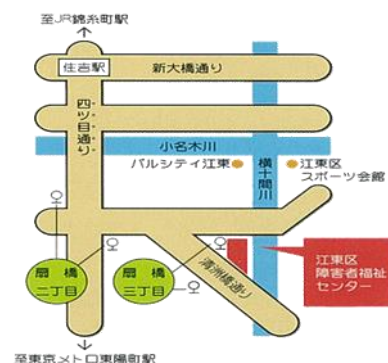 至JR錦糸町駅
住吉駅
新大橋通り
四ツ目通り
小名木川
パルシティ江東
横十間川
江東区
スポーツ会館
扇橋
二丁目
扇橋
三丁目
清洲橋通り
江東区
障害者福祉
センター
至東京メトロ東陽町駅